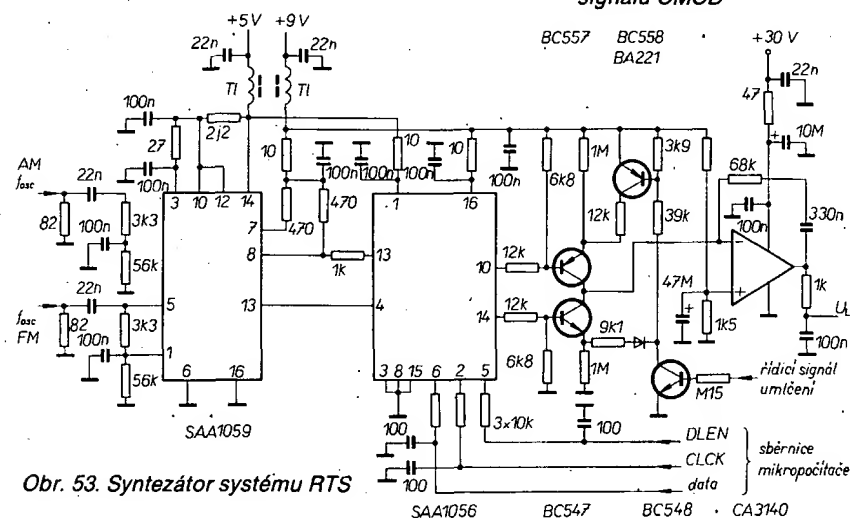 signálu CMOD
BC557 BC558
BA221
+5V +9V +30 V
22n 22n 22n
Tl Tl
47
100n
27 2j2
10 10 10
100n 100n 100n
100n
1M 3k9
10M
68k
AM
fosc
22n
100n
3 10 12 14
1 16
6k8
12k 39k
100n
330n
82
100n
3k3
7
470 470
8
1k
13
10
12k
47M
1k
56k
13
4
14
12k
9k1
1k5
UL
fosc
FM
22n
5
82
100n
3k3
1
56k
6 16
3 8 15 6 2 5
6k8
1M
100n
M15
řídicí signál
umlčení
SAA1059
3×10k
100
DLEN
100
CLCK
100
data
sběrnice
mikropočítače
Obr. 53. Syntezátor systému RTS
SAA1056 BC547 BC548 CA3140